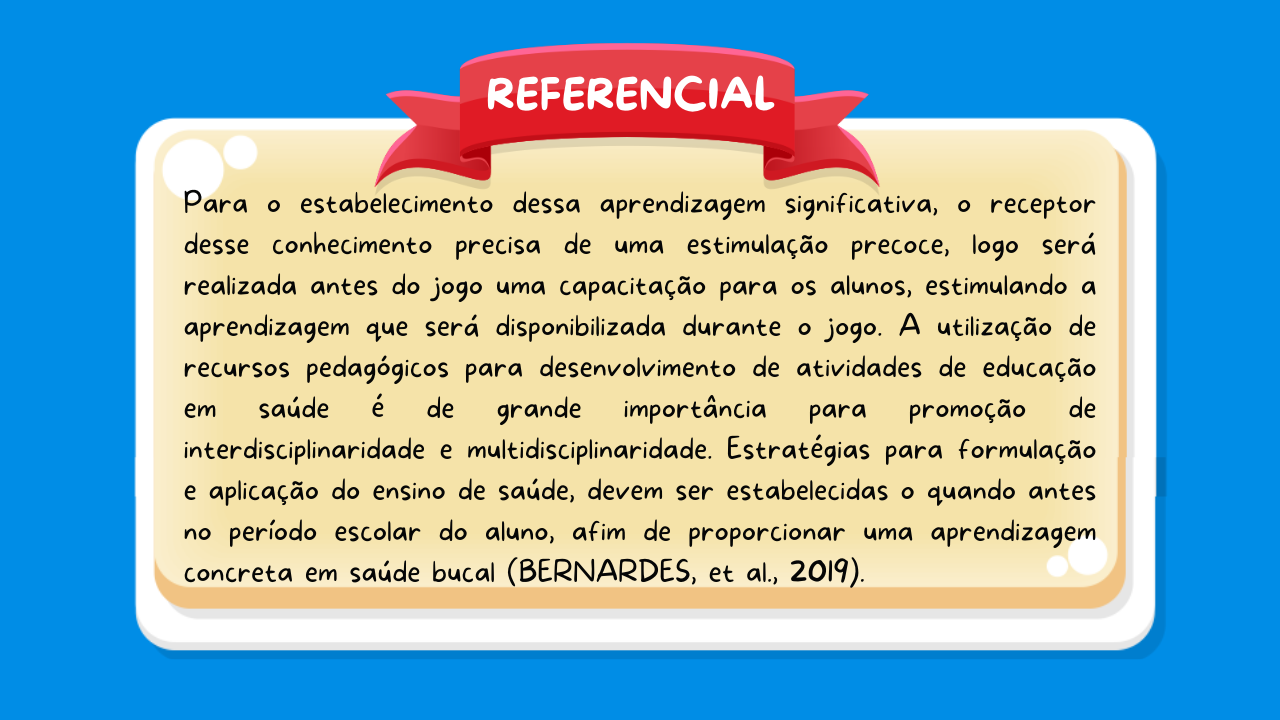 REFERENCIAL
Para o estabelecimento dessa aprendizagem significativa, o receptor
desse conhecimento precisa de uma estimulação precoce, logo será
realizada antes do jogo uma capacitação para os alunos, estimulando a
aprendizagem que será disponibilizada durante o jogo. A utilização de
recursos pedagógicos para desenvolvimento de atividades de educação
em saúde é de grande importância para promoção de
interdisciplinaridade e multidisciplinaridade. Estratégias para formulação
e aplicação do ensino de saúde, devem ser estabelecidas o quando antes
no período escolar do aluno, afim de proporcionar uma aprendizagem
concreta em saúde bucal (BERNARDES, et al., 2019).